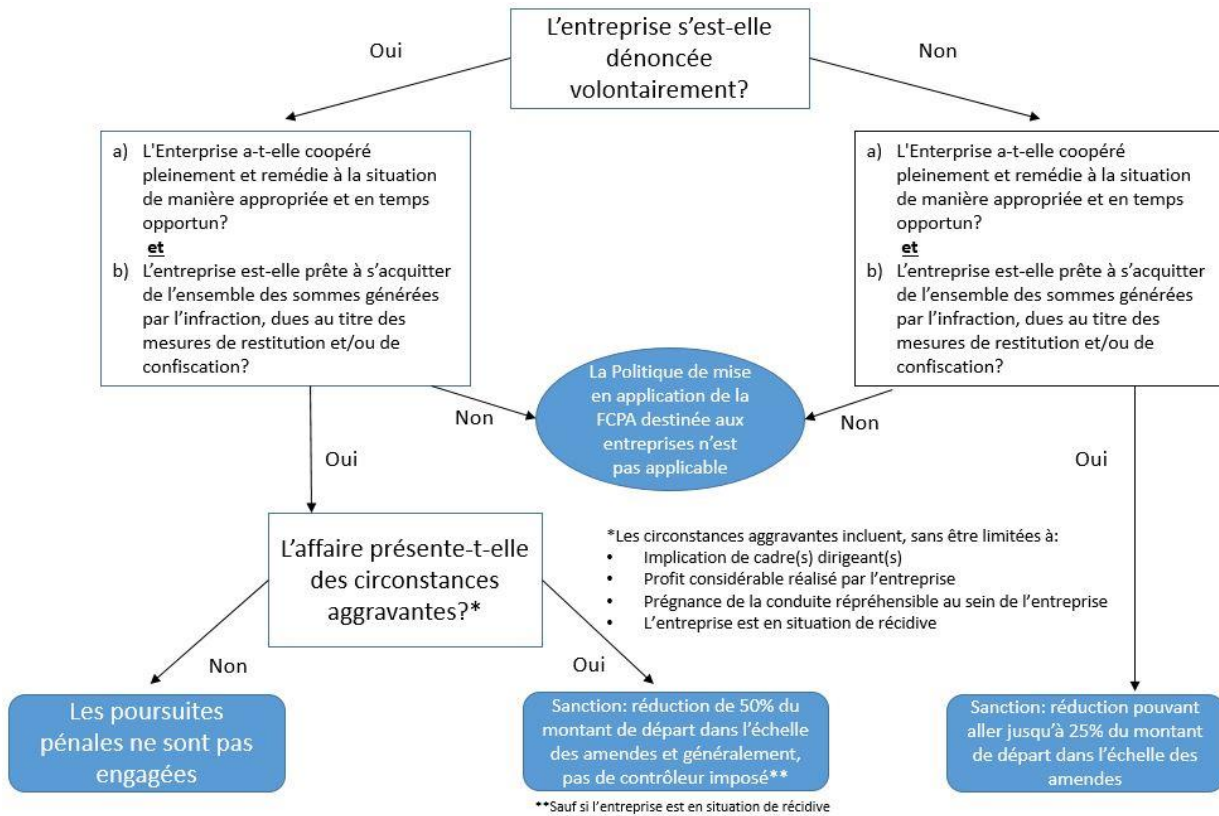 L'entreprise s'est-elle
dénoncée
volontairement?
Oui
Non
a) L'Enterprise a-t-elle coopéré
pleinement et remédie à la situation
de manière appropriée et en temps
opportun?
et
b) L'entreprise est-elle prête à s'acquitter
de l'ensemble des sommes générées
par l'infraction, dues au titre des
mesures de restitution et/ou de
confiscation?
a) L'Enterprise a-t-elle coopéré
pleinement et remédie à la situation
de manière appropriée et en temps
opportun?
et
b) L'entreprise est-elle prête à s'acquitter
de l'ensemble des sommes générées
par l'infraction, dues au titre des
mesures de restitution et/ou de
confiscation?
La Politique de mise
en application de la
FCPA destinée aux
entreprises n'est
pas applicable
Non
Non
Oui
Oui
L'affaire présente-t-elle
des circonstances
aggravantes?*
*Les circonstances aggravantes incluent, sans être limitées à:
• Implication de cadre(s) dirigeant(s)
• Profit considérable réalisé par l'entreprise
• Prégnance de la conduite répréhensible au sein de l'entreprise
• L'entreprise est en situation de récidive
Non
Oui
Les poursuites
pénales ne sont pas
engagées
Sanction: réduction de 50% du
montant de départ dans l'échelle
des amendes et généralement,
pas de contrôleur imposé**
Sanction: réduction pouvant
aller jusqu'à 25% du montant
de départ dans l'échelle des
amendes
**Sauf si l'entreprise est en situation de récidive